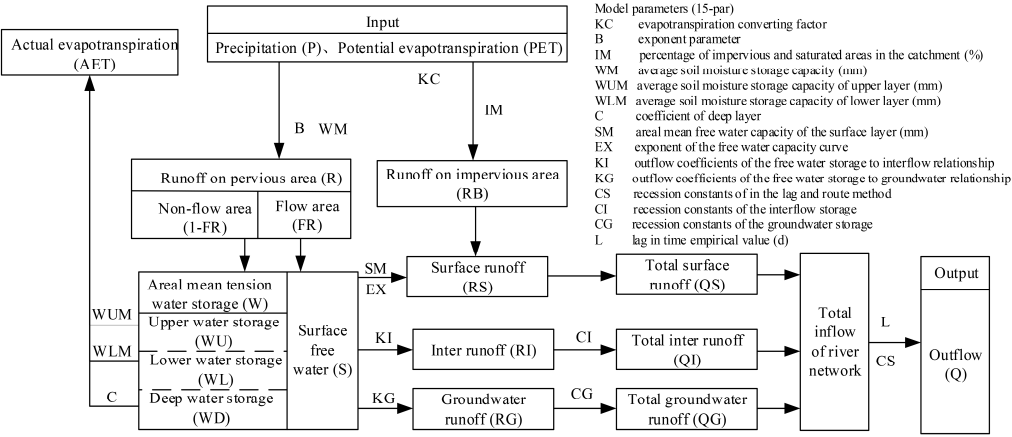 Input
Precipitation (P)、Potential evapotranspiration (PET)
Actual evapotranspiration
(AET)
KC
IM
B WM
Runoff on pervious area (R)
Non-flow area
(1-FR)
Flow area
(FR)
Runoff on impervious area
(RB)
Model parameters (15-par)
KC evapotranspiration converting factor
B exponent parameter
IM percentage of impervious and saturated areas in the catchment (%)
WM average soil moisture storage capacity (mm)
WUM average soil moisture storage capacity of upper layer (mm)
WLM average soil moisture storage capacity of lower layer (mm)
C coefficient of deep layer
SM areal mean free water capacity of the surface layer (mm)
EX exponent of the free water capacity curve
KI outflow coefficients of the free water storage to interflow relationship
KG outflow coefficients of the free water storage to groundwater relationship
CS recession constants of in the lag and route method
CI recession constants of the interflow storage
CG recession constants of the groundwater storage
L lag in time empirical value (d)
WUM
WLM
C
Areal mean tension
water storage (W)
Upper water storage
(WU)
Lower water storage
(WL)
Deep water storage
(WD)
Surface
free
water (S)
SM
EX
KI
KG
Surface runoff
(RS)
Inter runoff (RI)
Groundwater
runoff (RG)
CI
CG
Total surface
runoff (QS)
Total inter runoff
(QI)
Total groundwater
runoff (QG)
Total
inflow
of river
network
L
CS
Output
Outflow
(Q)